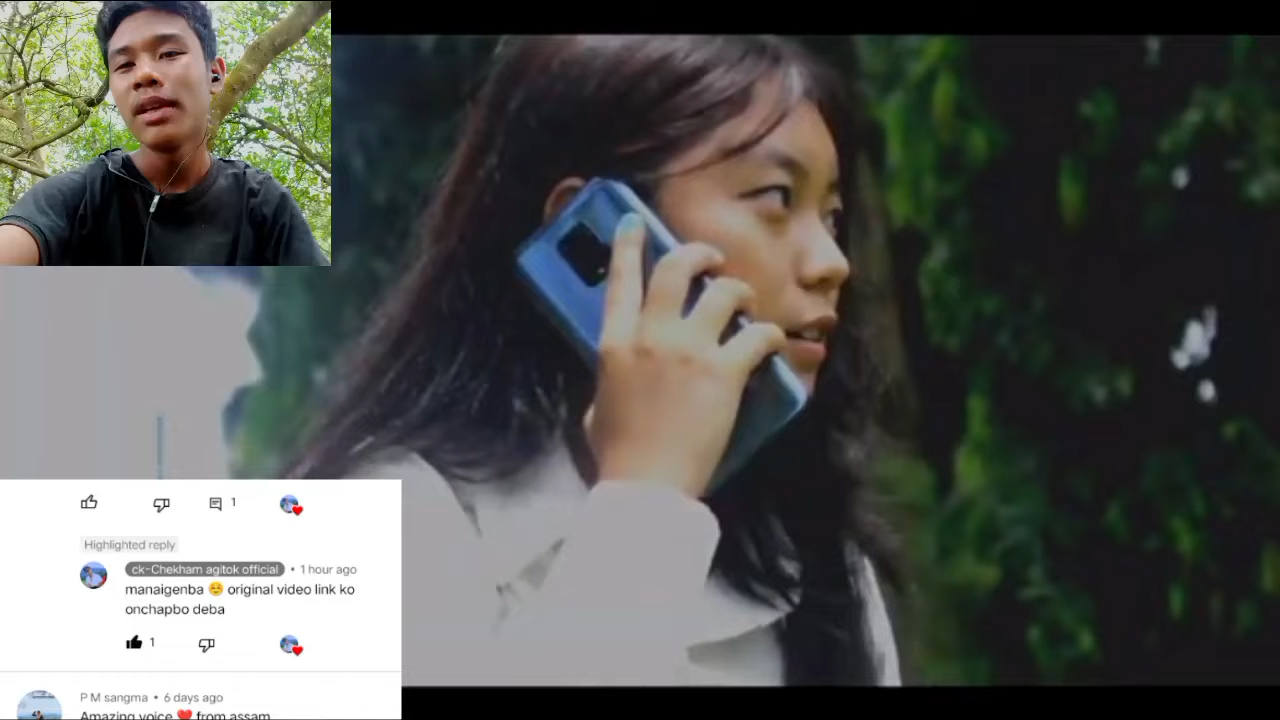 1
Highlighted reply
ck-Chekham agitok official • 1 hour ago
manaigenba ☺️ original video link ko
onchapbo deba
1
P M sangma • 6 days ago
Amazing voice ❤️ from assam